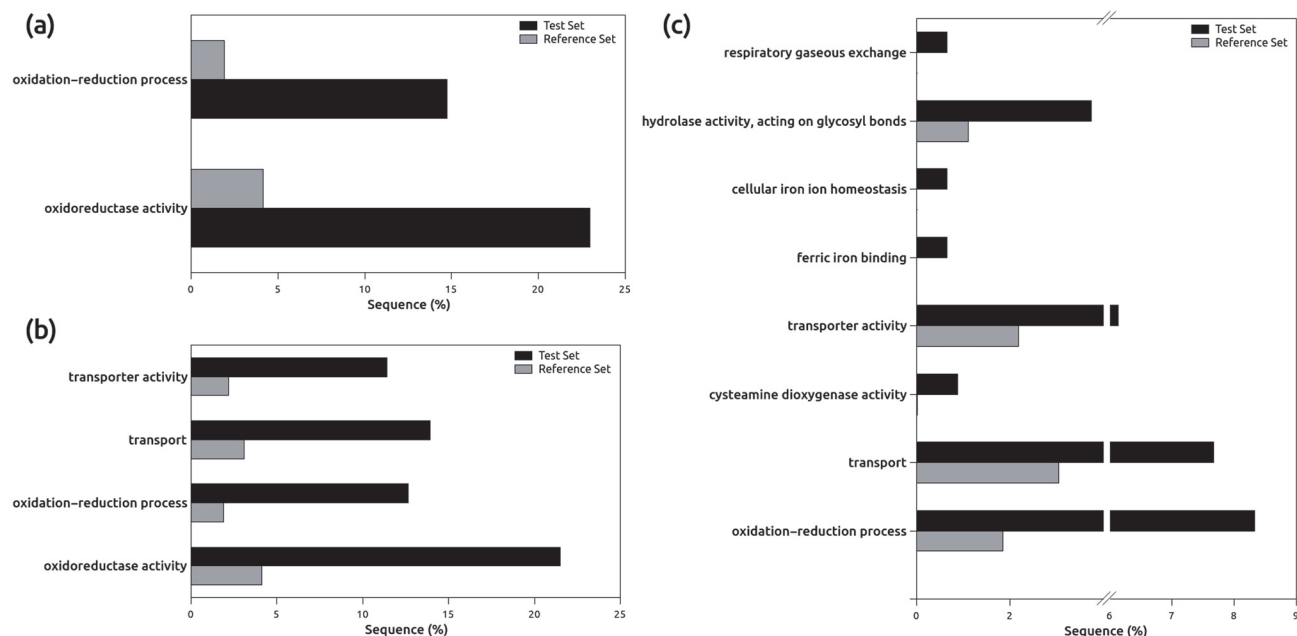 (a)
Test Set
Reference Set
oxidation–reduction process
oxidoreductase activity
0 5 10 15 20 25
Sequence (%)
(b)
Test Set
Reference Set
transporter activity
transport
oxidation–reduction process
oxidoreductase activity
0 5 10 15 20 25
Sequence (%)
(c)
Test Set
Reference Set
respiratory gaseous exchange
hydrolase activity, acting on glycosyl bonds
cellular iron ion homeostasis
ferric iron binding
transporter activity
cysteamine dioxygenase activity
transport
oxidation–reduction process
0 2 6 7 8 9
Sequence (%)